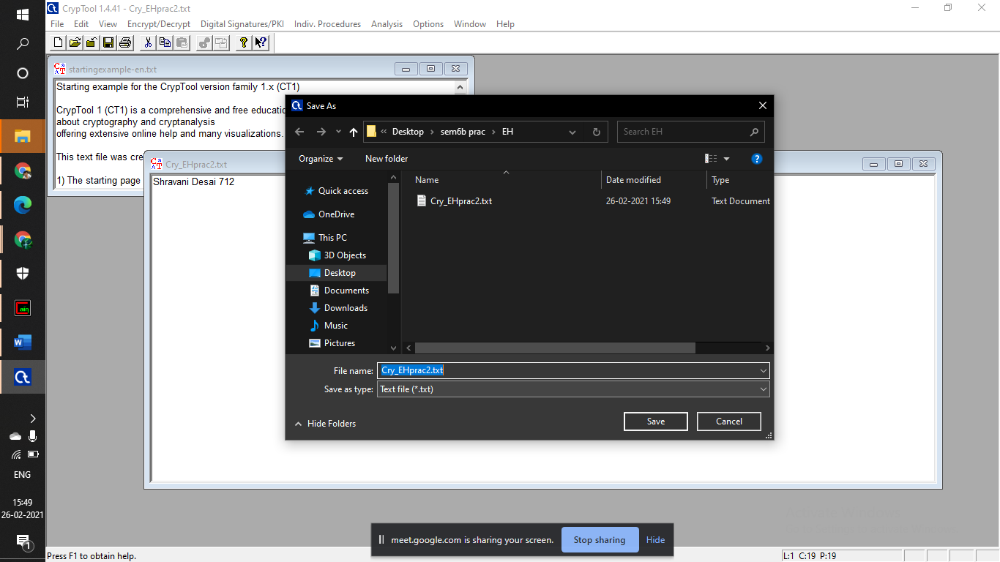 CrypTool 1.4.41 - Cry_EHprac2.txt
File Edit View Encrypt/Decrypt Digital Signatures/PKI Indiv. Procedures Analysis Options Window Help
startingexample-en.txt
Starting example for the CrypTool version family 1.x (CT1)
CrypTool 1 (CT1) is a comprehensive and free educatio
about cryptography and cryptanalysis
offering extensive online help and many visualizations.
This text file was cre
1) The starting page
Cry_EHprac2.txt
Shravani Desai 712
Save As
« Desktop › sem6b prac › EH
Search EH
Organize New folder
Name Date modified Type
Cry_EHprac2.txt 26-02-2021 15:49 Text Document
Quick access
OneDrive
This PC
3D Objects
Desktop
Documents
Downloads
Music
Pictures
File name: Cry_EHprac2.txt
Save as type: Text file (*.txt)
Hide Folders
Save Cancel
Cain
ENG
15:49
26-02-2021
1
meet.google.com is sharing your screen. Stop sharing Hide
Press F1 to obtain help. L:1 C:19 P:19